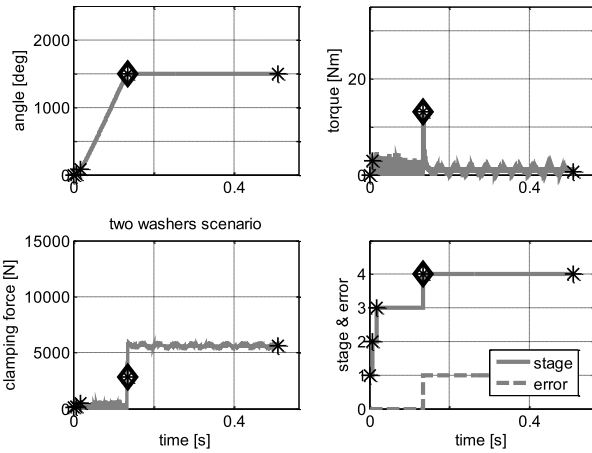 angle [deg]
2000
1000
0
0
0.4
torque [Nm]
20
0
0
0.4
two washers scenario
clamping force [N]
15000
10000
5000
0
0
0.4
time [s]
stage & error
4
3
2
1
0
0
0.4
time [s]
stage
error